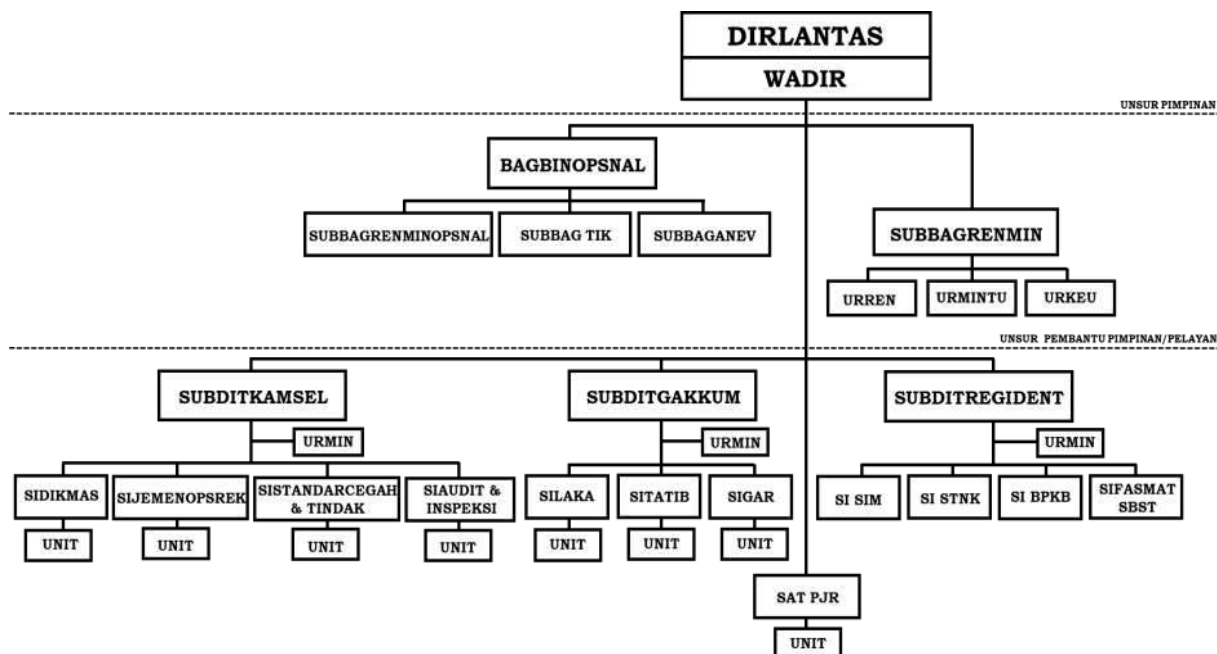 DIRLANTAS
WADIR
UNSUR PIMPINAN
BAGBINOPSNAL
SUBBAGRENMINOPSNAL
SUBBAG TIK
SUBBAGANEV
SUBBAGRENMIN
URREN
URMINTU
URKEU
UNSUR PEMBANTU PIMPINAN/PELAYAN
SUBDITKAMSEL
SUBDITGAKKUM
SUBDITREGIDENT
URMIN
URMIN
URMIN
SIDIKMAS
SIJEMENOPSREK
SISTANDARCEGAH
& TINDAK
SIAUDIT &
INSPEKSI
SILAKA
SITATIB
SIGAR
SI SIM
SI STNK
SI BPKB
SIFASMAT
SBST
UNIT
UNIT
UNIT
UNIT
UNIT
UNIT
UNIT
SAT PJR
UNIT